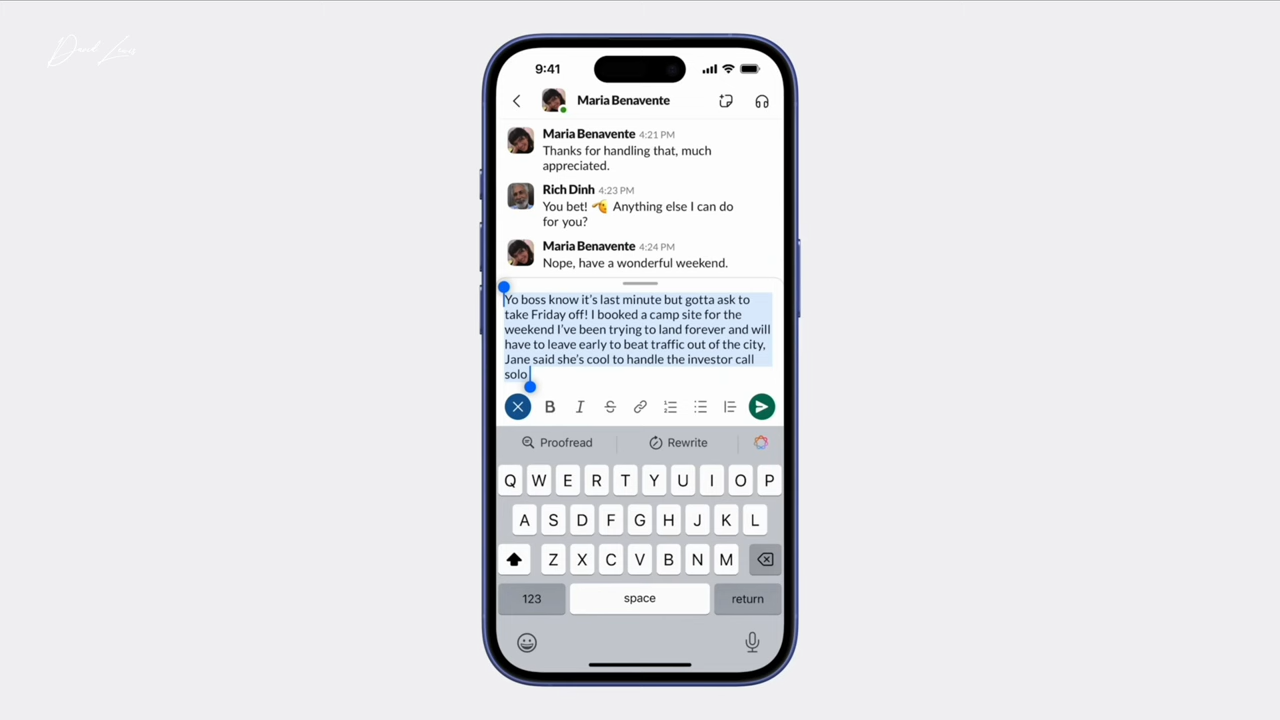 9:41
Maria Benavente
Maria Benavente 4:21 PM
Thanks for handling that, much
appreciated.
Rich Dinh 4:23 PM
You bet! 🫡 Anything else I can do
for you?
Maria Benavente 4:24 PM
Nope, have a wonderful weekend.
Yo boss know it’s last minute but gotta ask to
take Friday off! I booked a camp site for the
weekend I’ve been trying to land forever and will
have to leave early to beat traffic out of the city,
Jane said she’s cool to handle the investor call
solo
B I S
Proofread Rewrite
Q W E R T Y U I O P
A S D F G H J K L
Z X C V B N M
123 space return